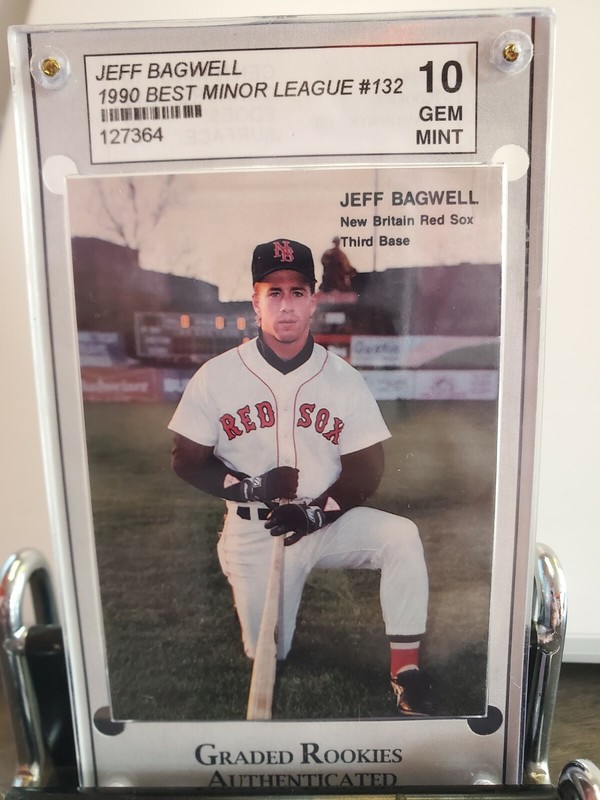 JEFF BAGWELL
1990 BEST MINOR LEAGUE #132
127364
10
GEM
MINT
JEFF BAGWELL
New Britain Red Sox
Third Base
NB
Budweiser
RED SOX
GRADED ROOKIES
AUTHENTICATED